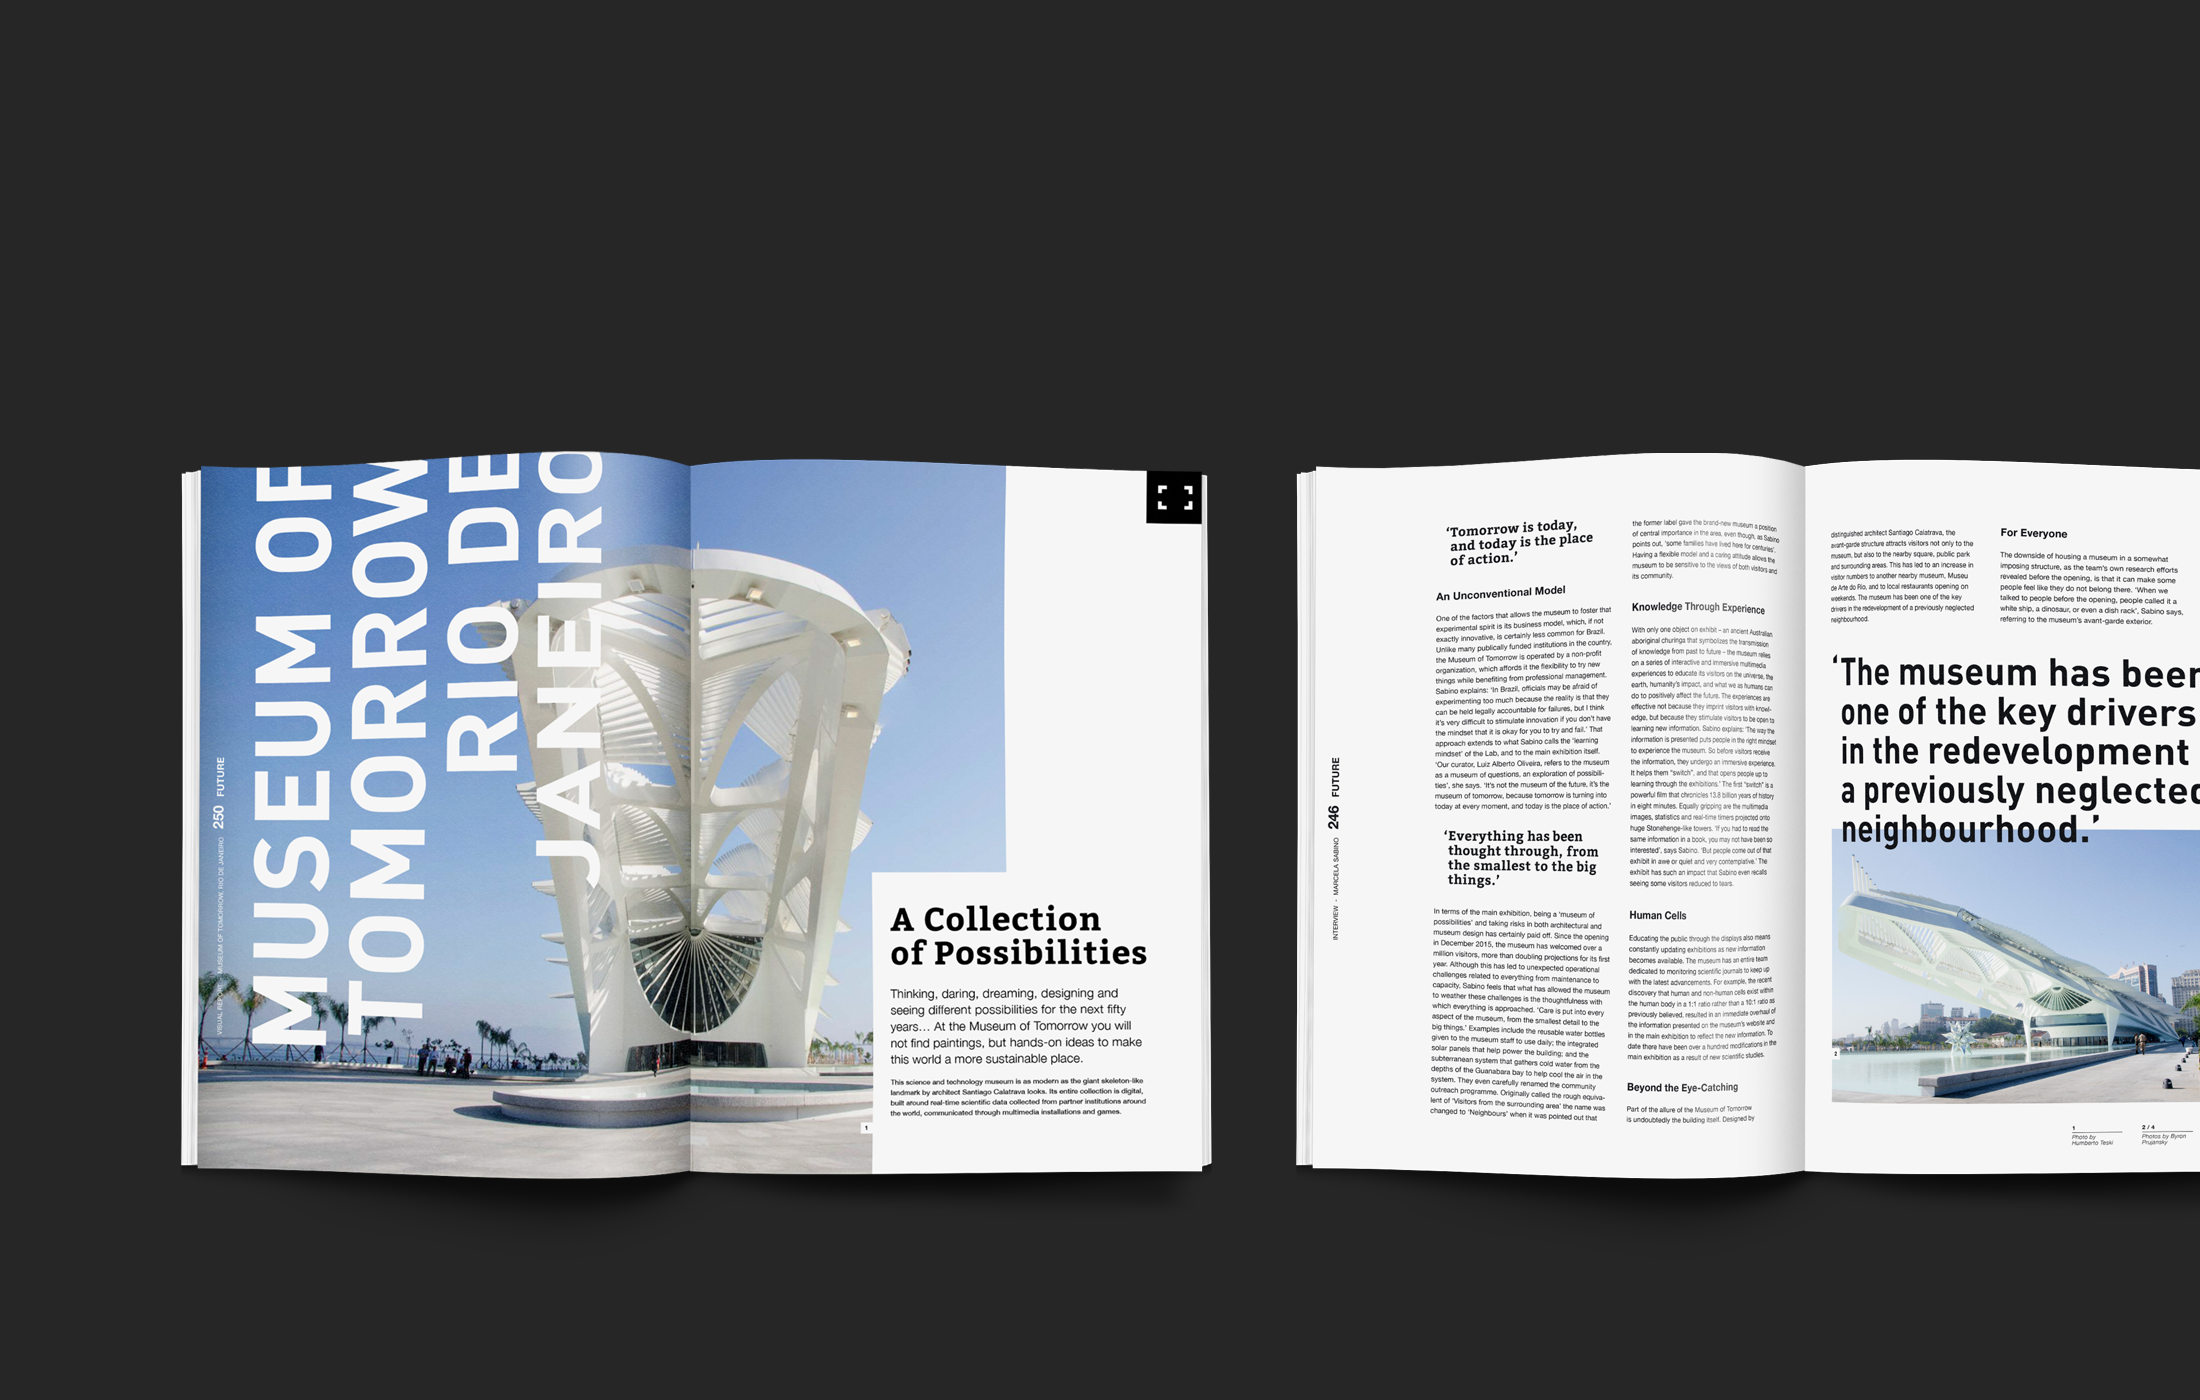 MUSEUM OF
TOMORROW
RIO DE
JANEIRO
VISUAL REPORT - MUSEUM OF TOMORROW, RIO DE JANEIRO 250 FUTURE
A Collection
of Possibilities
Thinking, daring, dreaming, designing and
seeing different possibilities for the next fifty
years... At the Museum of Tomorrow you will
not find paintings, but hands-on ideas to make
this world a more sustainable place.
This science and technology museum is as modern as the giant skeleton-like
landmark by architect Santiago Calatrava looks. Its entire collection is digital,
built around real-time scientific data collected from partner institutions around
the world, communicated through multimedia installations and games.
1
INTERVIEW - MARCELA SABINO 246 FUTURE
‘Tomorrow is today,
and today is the place
of action.’
An Unconventional Model
One of the factors that allows the museum to foster that
experimental spirit is its business model, which, if not
exactly innovative, is certainly less common for Brazil.
Unlike many publically funded institutions in the country,
the Museum of Tomorrow is operated by a non-profit
organization, which affords it the flexibility to try new
things while benefiting from professional management.
Sabino explains: ‘In Brazil, officials may be afraid of
experimenting too much because the reality is that they
can be held legally accountable for failures, but I think
it’s very difficult to stimulate innovation if you don’t have
the mindset that it is okay for you to try and fail.’ That
approach extends to what Sabino calls the ‘learning
mindset’ of the Lab, and to the main exhibition itself.
‘Our curator, Luiz Alberto Oliveira, refers to the museum
as a museum of questions, an exploration of possibili-
ties’, she says. ‘It’s not the museum of the future, it’s the
museum of tomorrow, because tomorrow is turning into
today at every moment, and today is the place of action.’
‘Everything has been
thought through, from
the smallest to the big
things.’
In terms of the main exhibition, being a ‘museum of
possibilities’ and taking risks in both architectural and
museum design has certainly paid off. Since the opening
in December 2015, the museum has welcomed over a
million visitors, more than doubling projections for its first
year. Although this has led to unexpected operational
challenges related to everything from maintenance to
capacity, Sabino feels that what has allowed the museum
to weather these challenges is the thoughtfulness with
which everything is approached. ‘Care is put into every
aspect of the museum, from the smallest detail to the
big things.’ Examples include the reusable water bottles
given to the museum staff to use daily; the integrated
solar panels that help power the building; and the
subterranean system that gathers cold water from the
depths of the Guanabara bay to help cool the air in the
system. They even carefully renamed the community
outreach programme. Originally called the rough equiva-
lent of ‘Visitors from the surrounding area’ the name was
changed to ‘Neighbours’ when it was pointed out that
the former label gave the brand-new museum a position
of central importance in the area, even though, as Sabino
points out, ‘some families have lived here for centuries’.
Having a flexible model and a caring attitude allows the
museum to be sensitive to the views of both visitors and
its community.
Knowledge Through Experience
With only one object on exhibit – an ancient Australian
aboriginal churinga that symbolizes the transmission
of knowledge from past to future – the museum relies
on a series of interactive and immersive multimedia
experiences to educate its visitors on the universe, the
earth, humanity’s impact, and what we as humans can
do to positively affect the future. The experiences are
effective not because they imprint visitors with knowl-
edge, but because they stimulate visitors to be open to
learning new information. Sabino explains: ‘The way the
information is presented puts people in the right mindset
to experience the museum. So before visitors receive
the information, they undergo an immersive experience.
It helps them “switch”, and that opens people up to
learning through the exhibitions.’ The first “switch” is a
powerful film that chronicles 13.8 billion years of history
in eight minutes. Equally gripping are the multimedia
images, statistics and real-time timers projected onto
huge Stonehenge-like towers. ‘If you had to read the
same information in a book, you may not have been so
interested’, says Sabino. ‘But people come out of that
exhibit in awe or quiet and very contemplative.’ The
exhibit has such an impact that Sabino even recalls
seeing some visitors reduced to tears.
Human Cells
Educating the public through the displays also means
constantly updating exhibitions as new information
becomes available. The museum has an entire team
dedicated to monitoring scientific journals to keep up
with the latest advancements. For example, the recent
discovery that human and non-human cells exist within
the human body in a 1:1 ratio rather than a 10:1 ratio as
previously believed, resulted in an immediate overhaul of
the information presented on the museum’s website and
in the main exhibition to reflect the new information. To
date there have been over a hundred modifications in the
main exhibition as a result of new scientific studies.
Beyond the Eye-Catching
Part of the allure of the Museum of Tomorrow
is undoubtedly the building itself. Designed by
distinguished architect Santiago Calatrava, the
avant-garde structure attracts visitors not only to the
museum, but also to the nearby square, public park
and surrounding areas. This has led to an increase in
visitor numbers to another nearby museum, Museu
de Arte do Rio, and to local restaurants opening on
weekends. The museum has been one of the key
drivers in the redevelopment of a previously neglected
neighbourhood.
For Everyone
The downside of housing a museum in a somewhat
imposing structure, as the team’s own research efforts
revealed before the opening, is that it can make some
people feel like they do not belong there. ‘When we
talked to people before the opening, people called it a
white ship, a dinosaur, or even a dish rack’, Sabino says,
referring to the museum’s avant-garde exterior.
‘The museum has been
one of the key drivers
in the redevelopment
a previously neglected
neighbourhood.’
2
1
Photo by
Humberto Teski
2 / 4
Photos by Byron
Prujansky